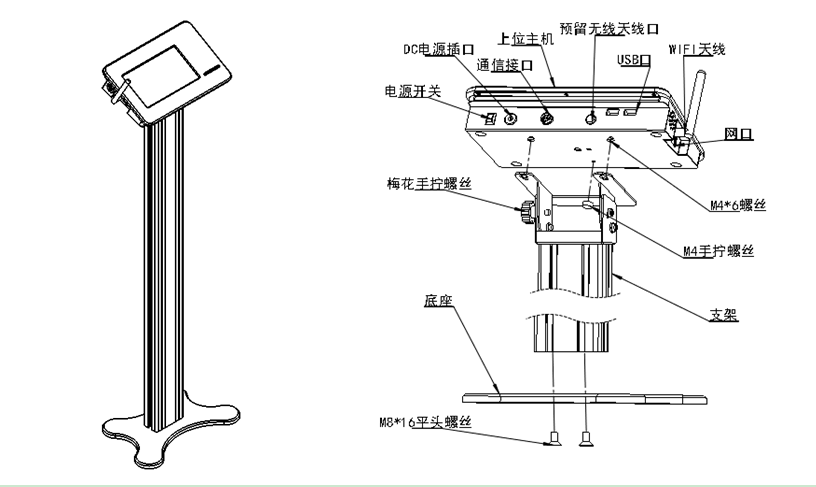 预留无线天线口
上位主机
DC电源插口
WIFI天线
USB口
通信接口
电源开关
网口
梅花手拧螺丝
M4*6螺丝
M4手拧螺丝
底座
支架
M8*16平头螺丝